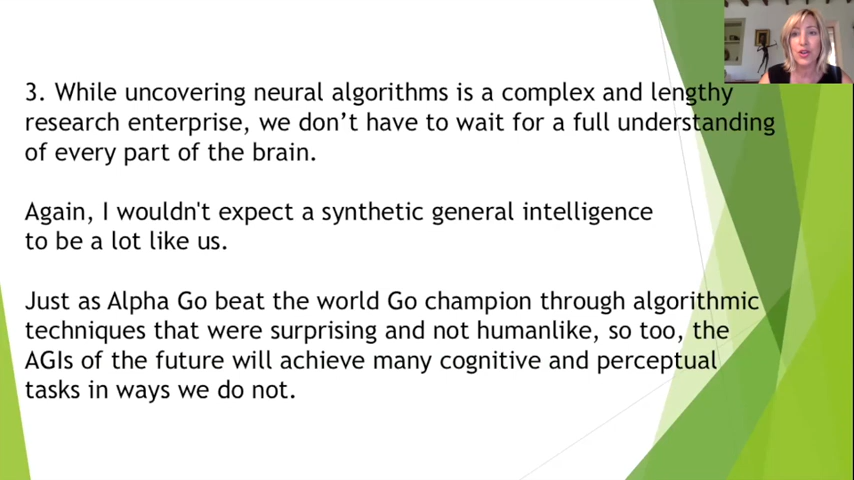 3. While uncovering neural algorithms is a complex and lengthy
research enterprise, we don’t have to wait for a full understanding
of every part of the brain.
Again, I wouldn't expect a synthetic general intelligence
to be a lot like us.
Just as Alpha Go beat the world Go champion through algorithmic
techniques that were surprising and not humanlike, so too, the
AGIs of the future will achieve many cognitive and perceptual
tasks in ways we do not.